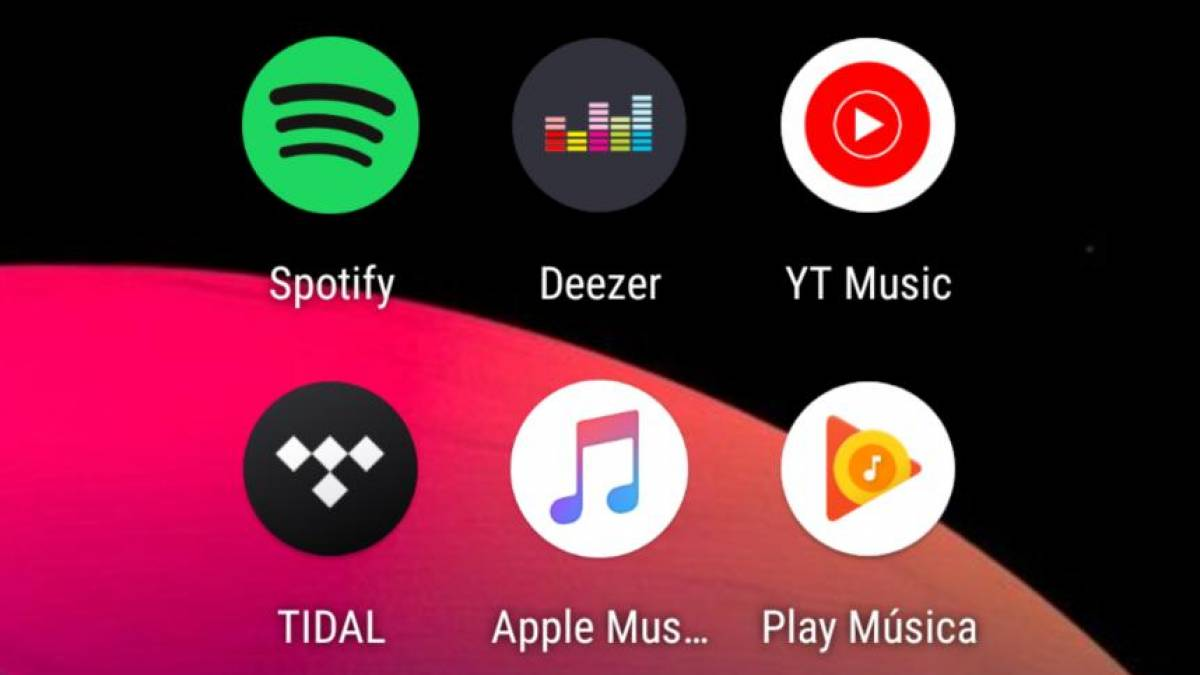 Spotify
Deezer
YT Music
TIDAL
Apple Mus...
Play Música